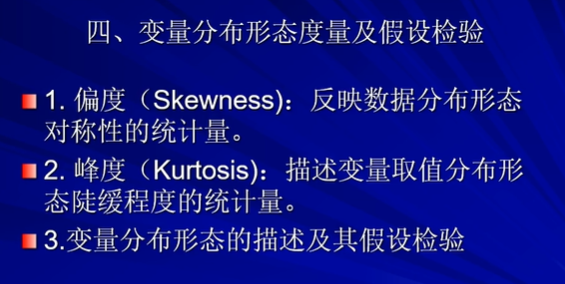 四、变量分布形态度量及假设检验
1. 偏度（Skewness)：反映数据分布形态
对称性的统计量。
2. 峰度（Kurtosis)：描述变量取值分布形
态陡缓程度的统计量。
3.变量分布形态的描述及其假设检验